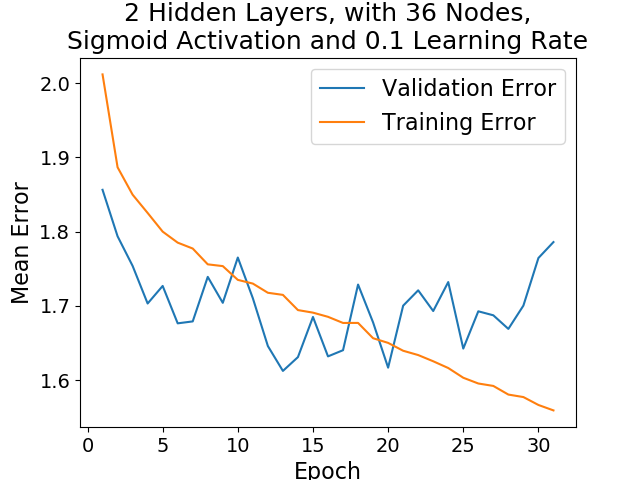 2 Hidden Layers, with 36 Nodes,
Sigmoid Activation and 0.1 Learning Rate
Validation Error
Training Error
Mean Error
2.0
1.9
1.8
1.7
1.6
0 5 10 15 20 25 30
Epoch